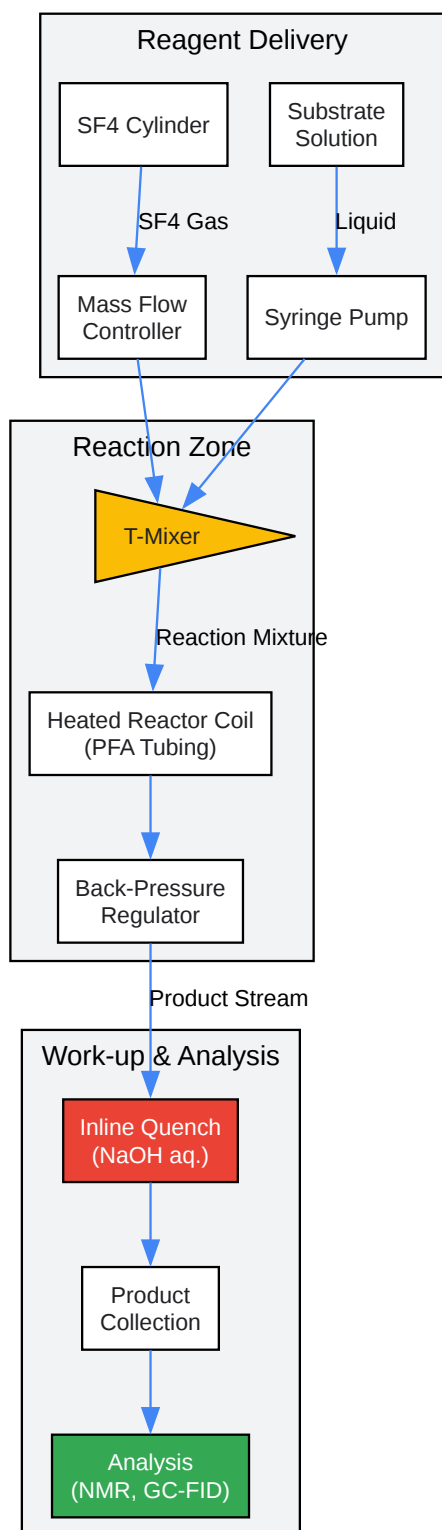 Reagent Delivery
SF4 Cylinder
Substrate
Solution
SF4 Gas
Liquid
Mass Flow
Controller
Syringe Pump
Reaction Zone
T-Mixer
Reaction Mixture
Heated Reactor Coil
(PFA Tubing)
Back-Pressure
Regulator
Product Stream
Work-up & Analysis
Inline Quench
(NaOH aq.)
Product
Collection
Analysis
(NMR, GC-FID)